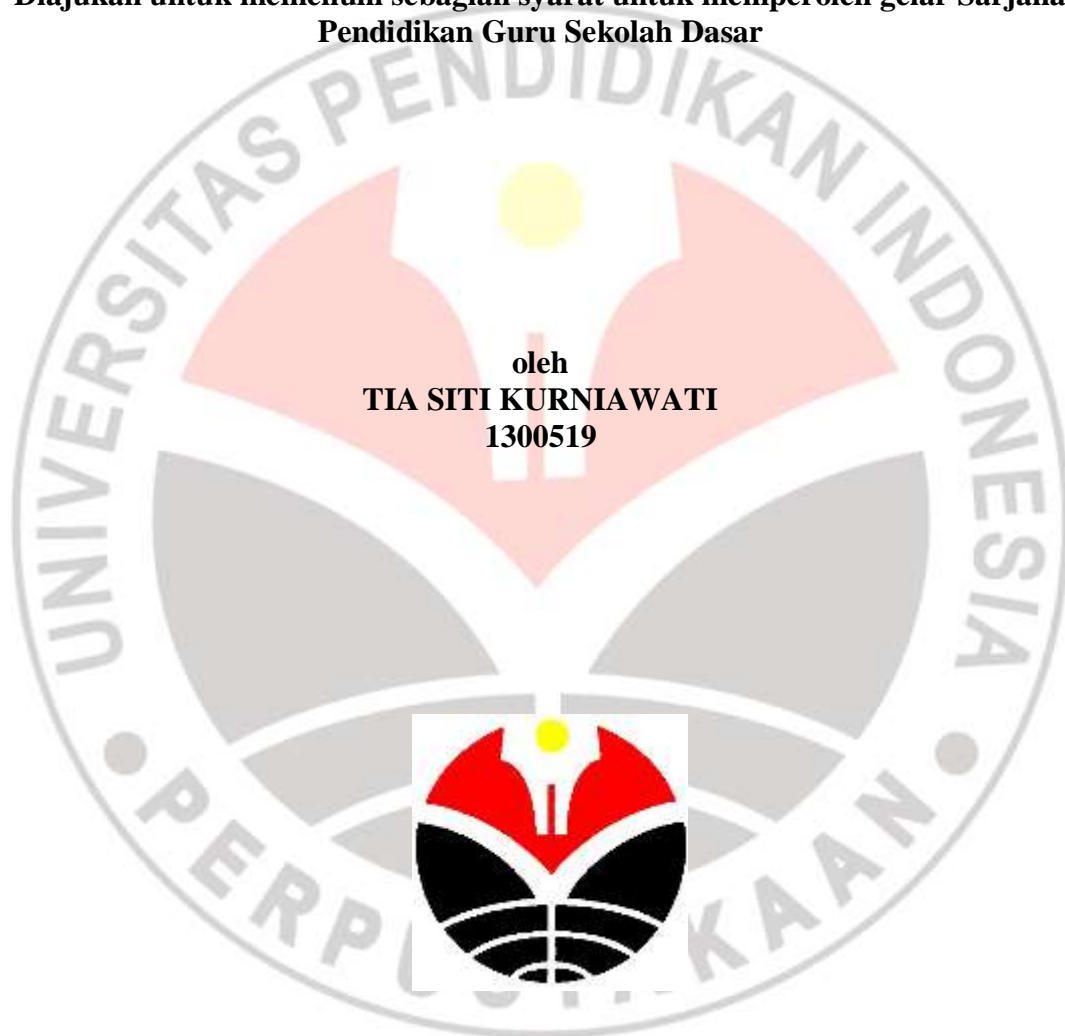 Diajukan untuk memenuhi sebagian syarat untuk memperoleh gelar Sarjana
Pendidikan Guru Sekolah Dasar
UNIVERSITAS PENDIDIKAN INDONESIA
oleh
TIA SITI KURNIAWATI
1300519
PERPUSTAKAAN